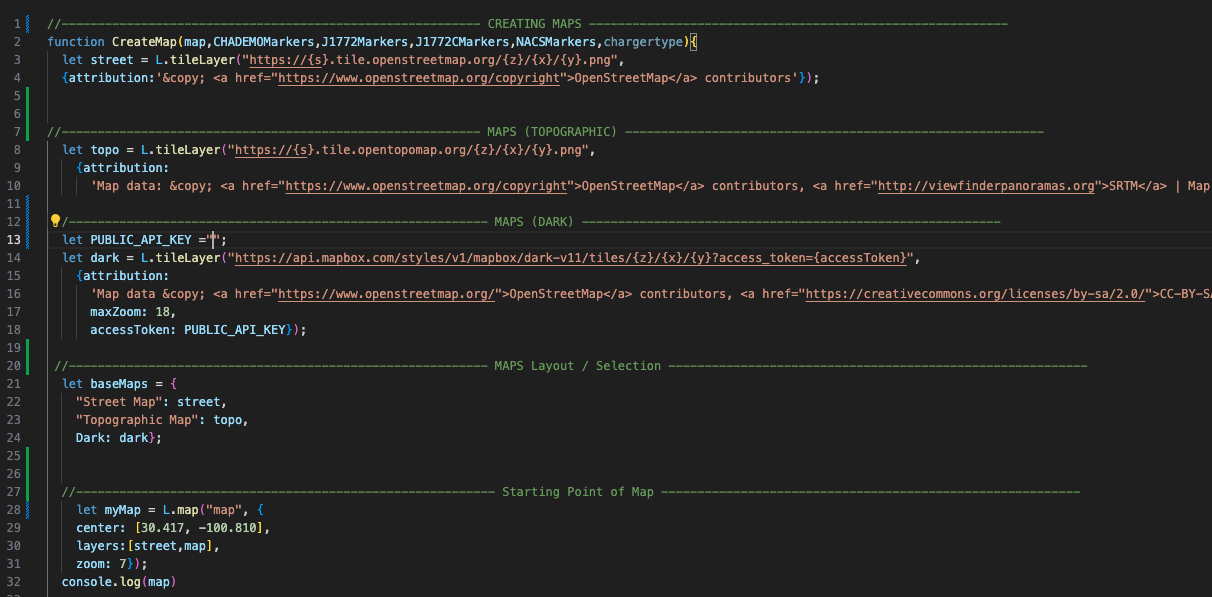 1 //---------------------------------------------------------- CREATING MAPS ----------------------------------------------------------
2 function CreateMap(map,CHADEMOMarkers,J1772Markers,J1772CMarkers,NACSMarkers,chargertype){
3 let street = L.tileLayer("https://{s}.tile.openstreetmap.org/{z}/{x}/{y}.png",
4 {attribution:'&copy; <a href="https://www.openstreetmap.org/copyright">OpenStreetMap</a> contributors'});
5
6
7 //---------------------------------------------------------- MAPS (TOPOGRAPHIC) ----------------------------------------------------------
8 let topo = L.tileLayer("https://{s}.tile.opentopomap.org/{z}/{x}/{y}.png",
9 {attribution:
10 'Map data: &copy; <a href="https://www.openstreetmap.org/copyright">OpenStreetMap</a> contributors, <a href="http://viewfinderpanoramas.org">SRTM</a> | Map
11
12 /---------------------------------------------------------- MAPS (DARK) ----------------------------------------------------------
13 let PUBLIC_API_KEY ="";
14 let dark = L.tileLayer("https://api.mapbox.com/styles/v1/mapbox/dark-v11/tiles/{z}/{x}/{y}?access_token={accessToken}",
15 {attribution:
16 'Map data &copy; <a href="https://www.openstreetmap.org/">OpenStreetMap</a> contributors, <a href="https://creativecommons.org/licenses/by-sa/2.0/">CC-BY-SA
17 maxZoom: 18,
18 accessToken: PUBLIC_API_KEY});
19
20 //---------------------------------------------------------- MAPS Layout / Selection ----------------------------------------------------------
21 let baseMaps = {
22 "Street Map": street,
23 "Topographic Map": topo,
24 Dark: dark};
25
26
27 //---------------------------------------------------------- Starting Point of Map ----------------------------------------------------------
28 let myMap = L.map("map", {
29 center: [30.417, -100.810],
30 layers:[street,map],
31 zoom: 7});
32 console.log(map)